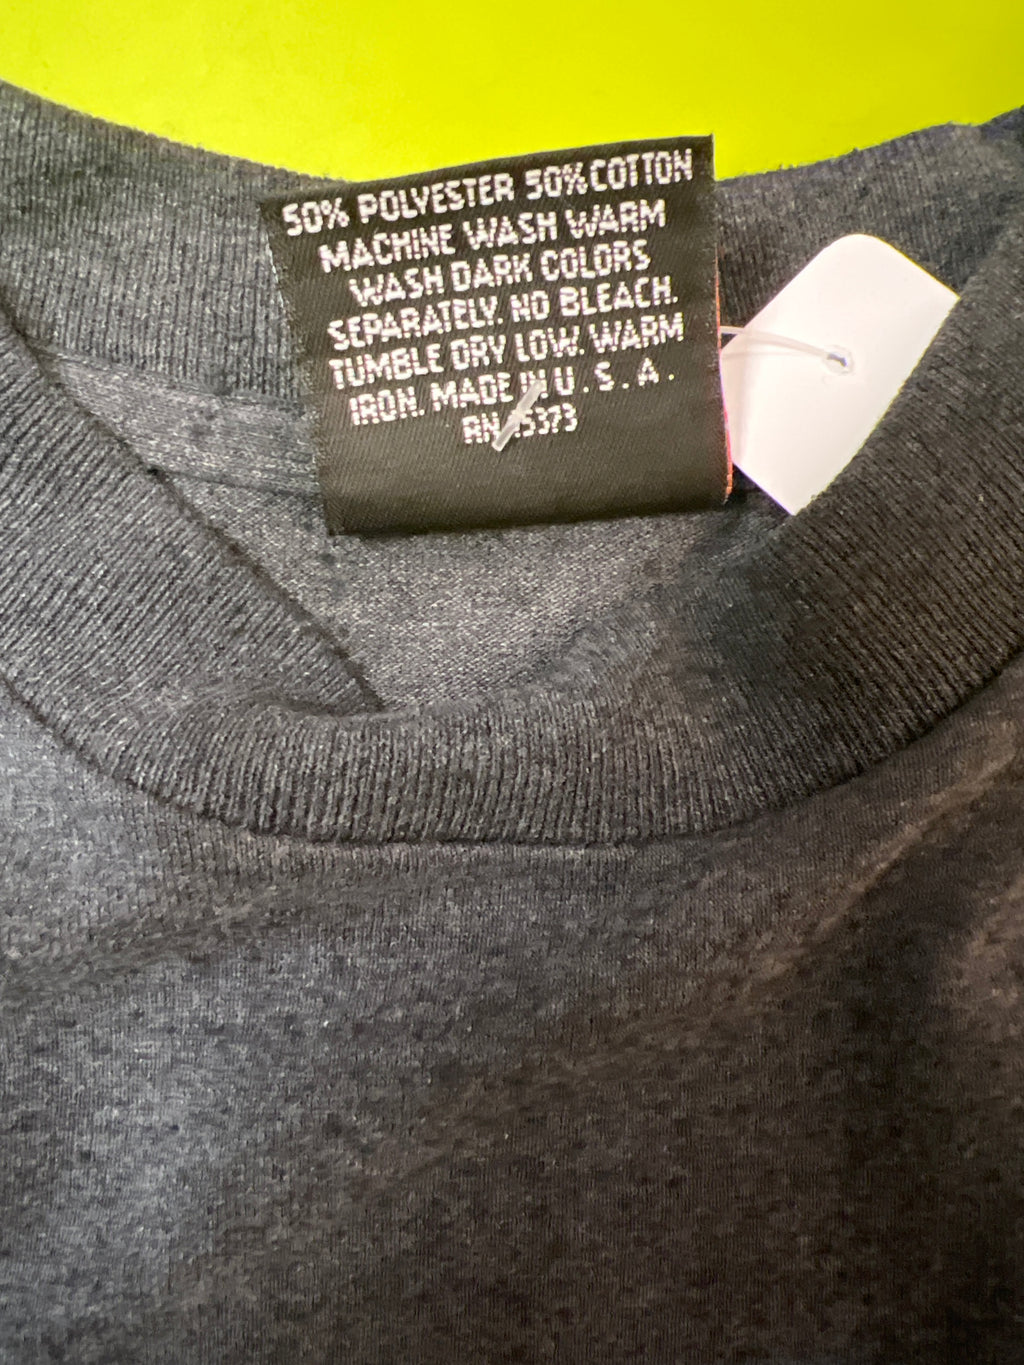 50% POLYESTER 50% COTTON
MACHINE WASH WARM
WASH DARK COLORS
SEPARATELY. NO BLEACH.
TUMBLE DRY LOW. WARM
IRON. MADE IN U.S.A.
RN